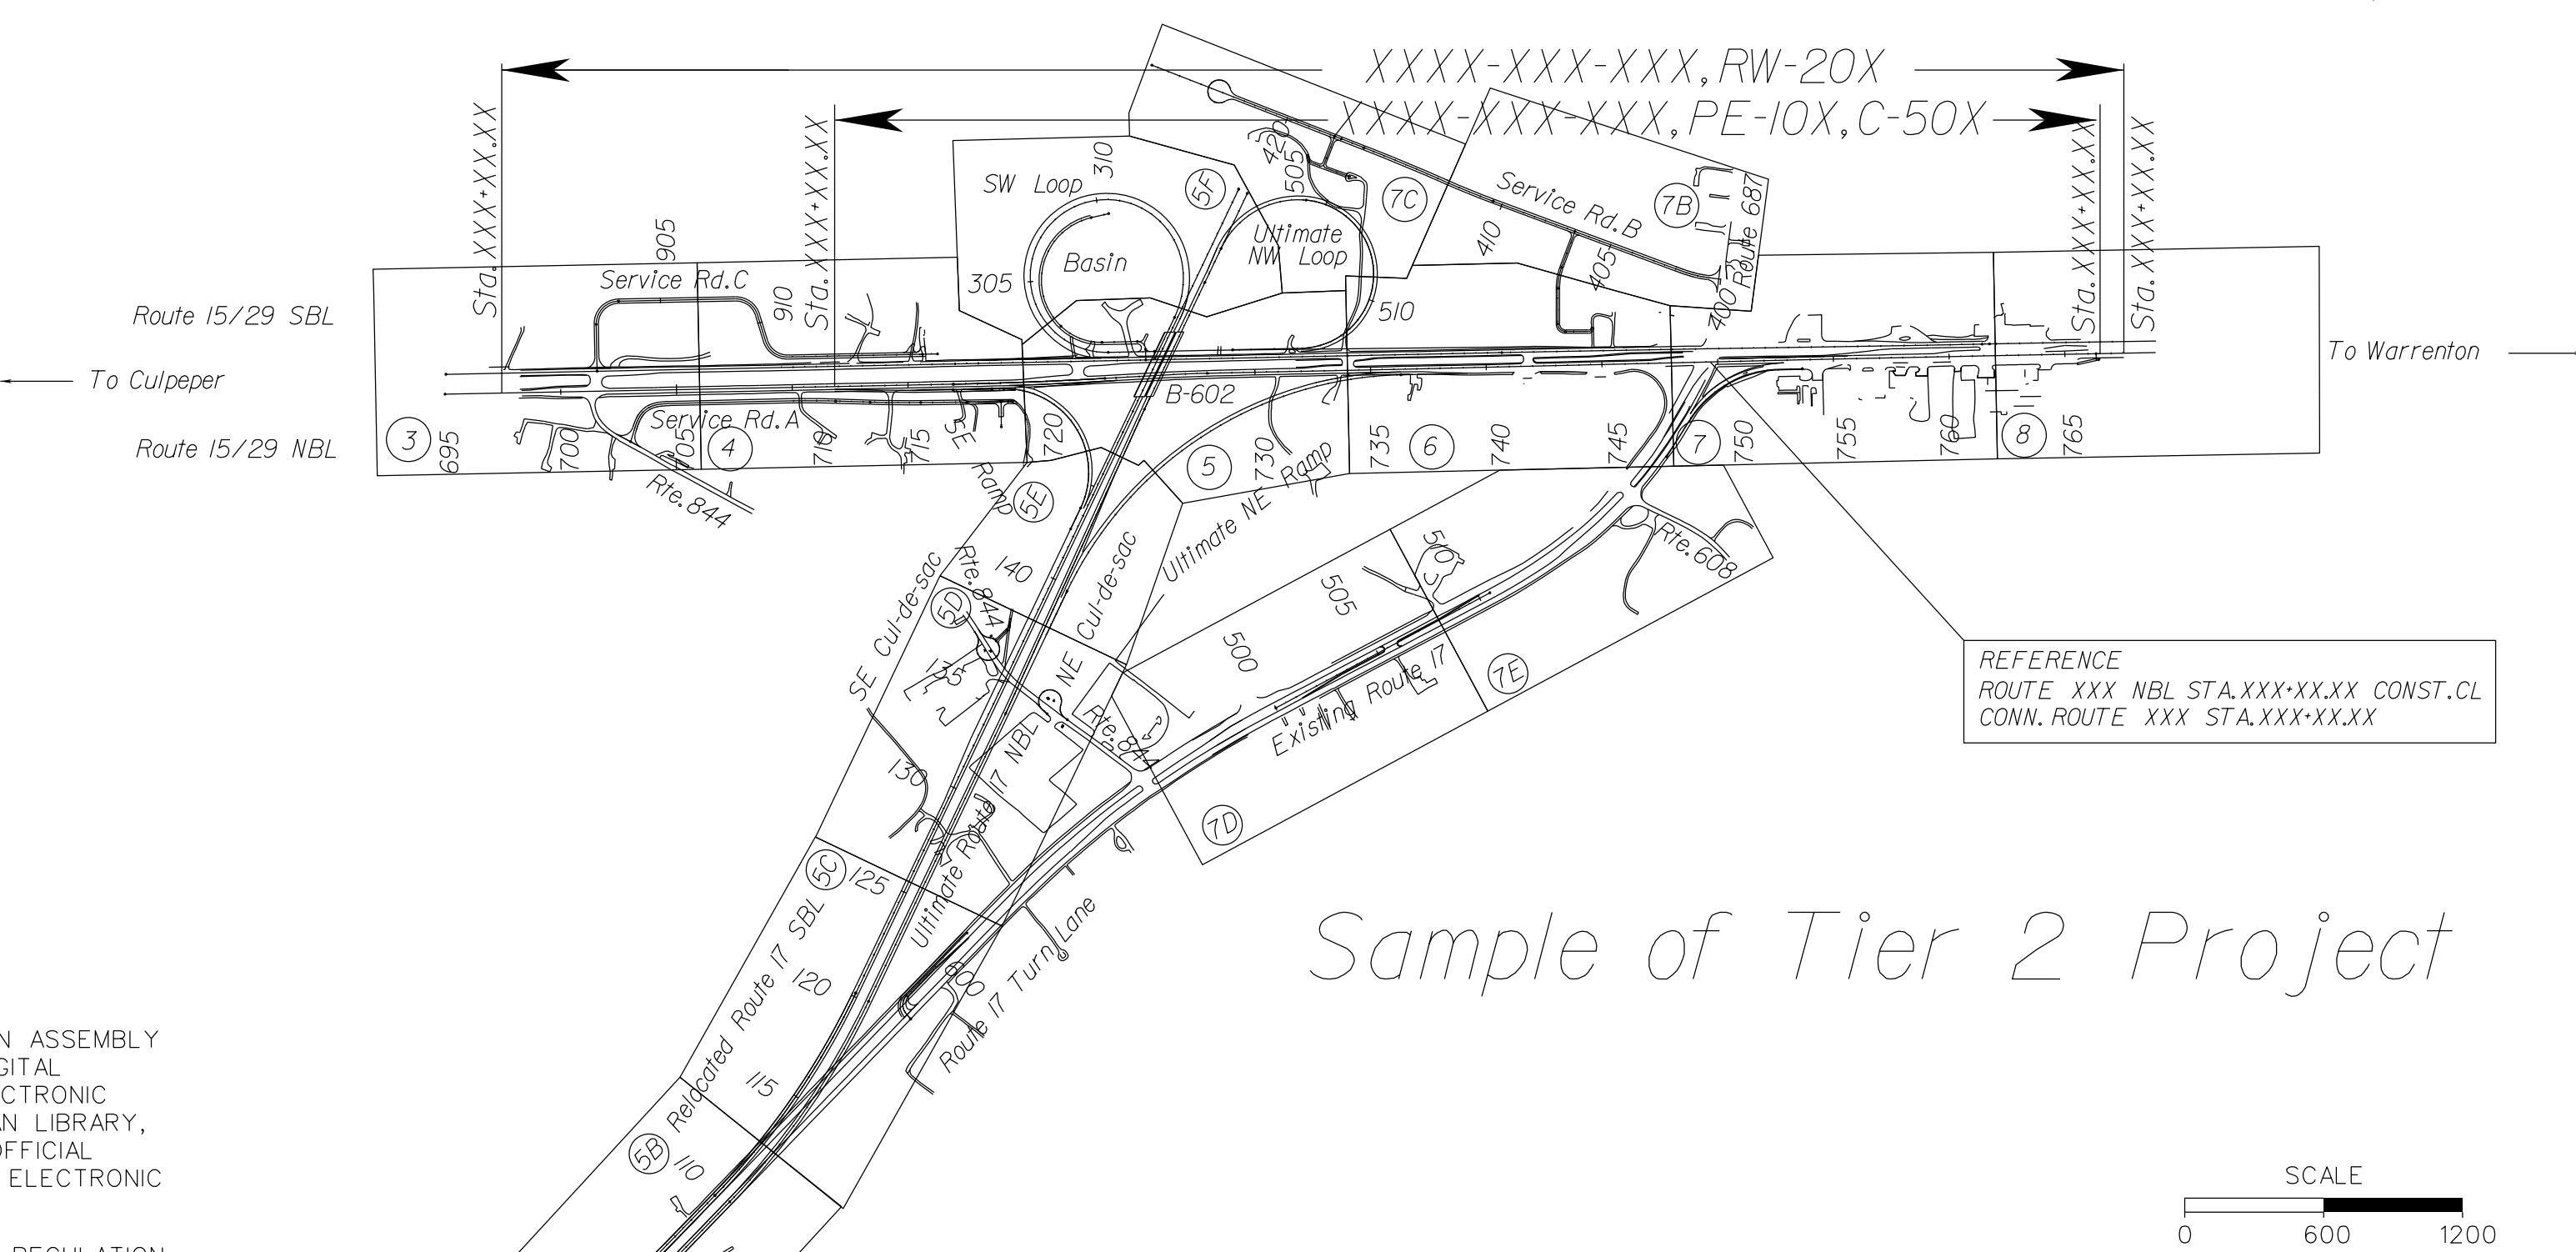 XXXX-XXX-XXX, RW-20X
XXXX-XXX-XXX, PE-10X, C-50X
Sta. XXX+XX.XX
Sta. XXX+XX.XX
Sta. XXX+XX.XX
Sta. XXX+XX.XX
SW Loop
310
5F
420
505
7C
Service Rd. B
7B
Route 687
410
405
400
905
Service Rd. C
910
305
Basin
Ultimate
NW Loop
510
Route 15/29 SBL
To Culpeper
To Warrenton
Route 15/29 NBL
B-602
Service Rd. A
3
695
700
705
4
710
715
SE Ramp
720
5
730
735
6
740
745
7
750
755
760
8
765
Rte. 844
5E
Ultimate NE Ramp
140
SE Cul-de-sac
5D
Rte. 844
NE Cul-de-sac
135
510
505
500
Rte. 608
7E
Existing Route 17
7D
Rte. 844
REFERENCE
ROUTE XXX NBL STA. XXX+XX.XX CONST. CL
CONN. ROUTE XXX STA. XXX+XX.XX
130
Ultimate Route 17 NBL
5C
125
Relocated Route 17 SBL
120
600
Route 17 Turn Lane
115
5B
110
Sample of Tier 2 Project
ASSEMBLY
ELECTRONIC
LIBRARY,
SCALE
0 600 1200